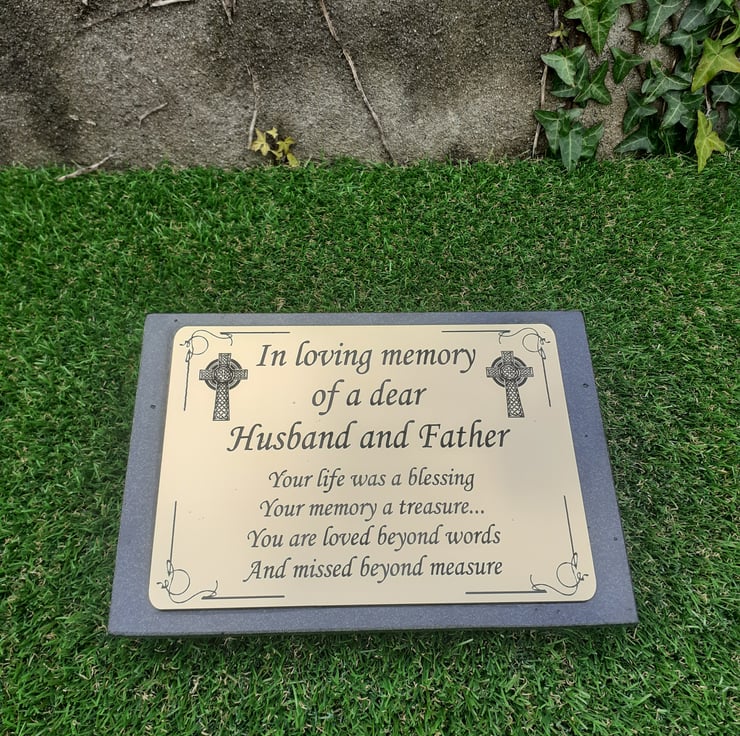 In loving memory
of a dear
Husband and Father
Your life was a blessing
Your memory a treasure...
You are loved beyond words
And missed beyond measure